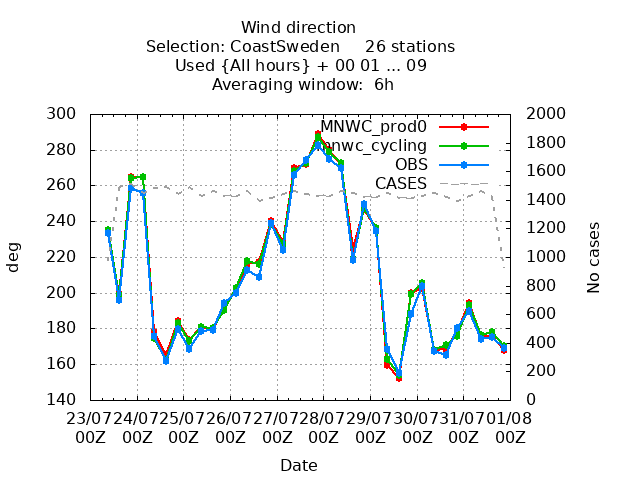 Wind direction
Selection: CoastSweden     26 stations
Used {All hours} + 00 01 ... 09
Averaging window:  6h
300
280
260
240
220
200
180
160
140
deg
2000
1800
1600
1400
1200
1000
800
600
400
200
0
No cases
MNWC_prod0
mnwc_cycling
OBS
CASES
23/07 24/07 25/07 26/07 27/07 28/07 29/07 30/07 31/07 01/08
00Z 00Z 00Z 00Z 00Z 00Z 00Z 00Z 00Z 00Z
Date